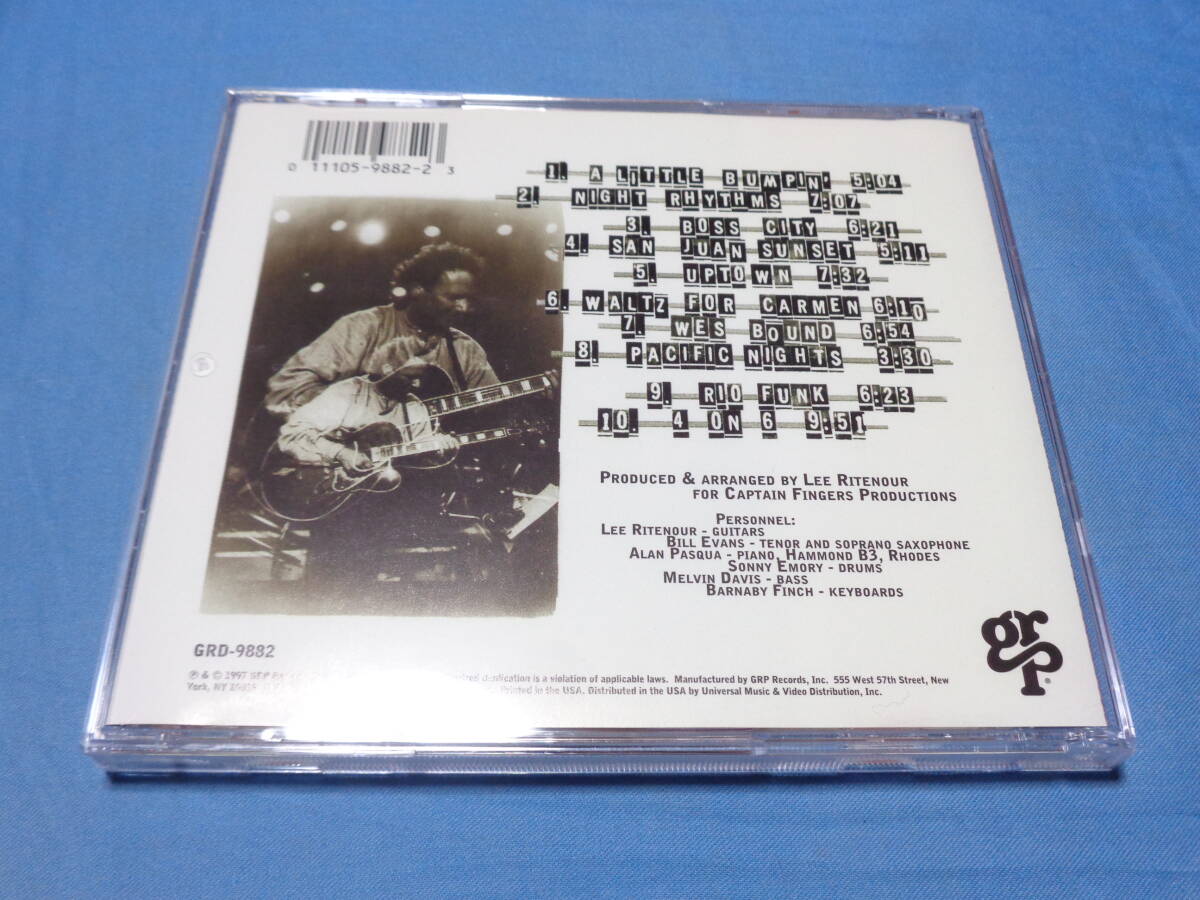 0 11105-9882-2 3
1. A LITTLE BUMPIN' 5:04
2. NIGHT RHYTHMS 7:07
3. BOSS CITY 6:21
4. SAN JUAN SUNSET 5:11
5. UPTOWN 7:32
6. WALTZ FOR CARMEN 6:10
7. WES BOUND 6:54
8. PACIFIC NIGHTS 3:30
9. RIO FUNK 6:23
10. 4 ON 6 9:51
PRODUCED & ARRANGED BY LEE RITENOUR
FOR CAPTAIN FINGERS PRODUCTIONS
PERSONNEL:
LEE RITENOUR - GUITARS
BILL EVANS - TENOR AND SOPRANO SAXOPHONE
ALAN PASQUA - PIANO, HAMMOND B3, RHODES
SONNY EMORY - DRUMS
MELVIN DAVIS - BASS
BARNABY FINCH - KEYBOARDS
grp
GRD-9882
℗ & © 1997 GRP duplication is a violation of applicable laws. Manufactured by GRP Records, Inc. 555 West 57th Street, New
York, NY Printed in the USA. Distributed in the USA by Universal Music & Video Distribution, Inc.